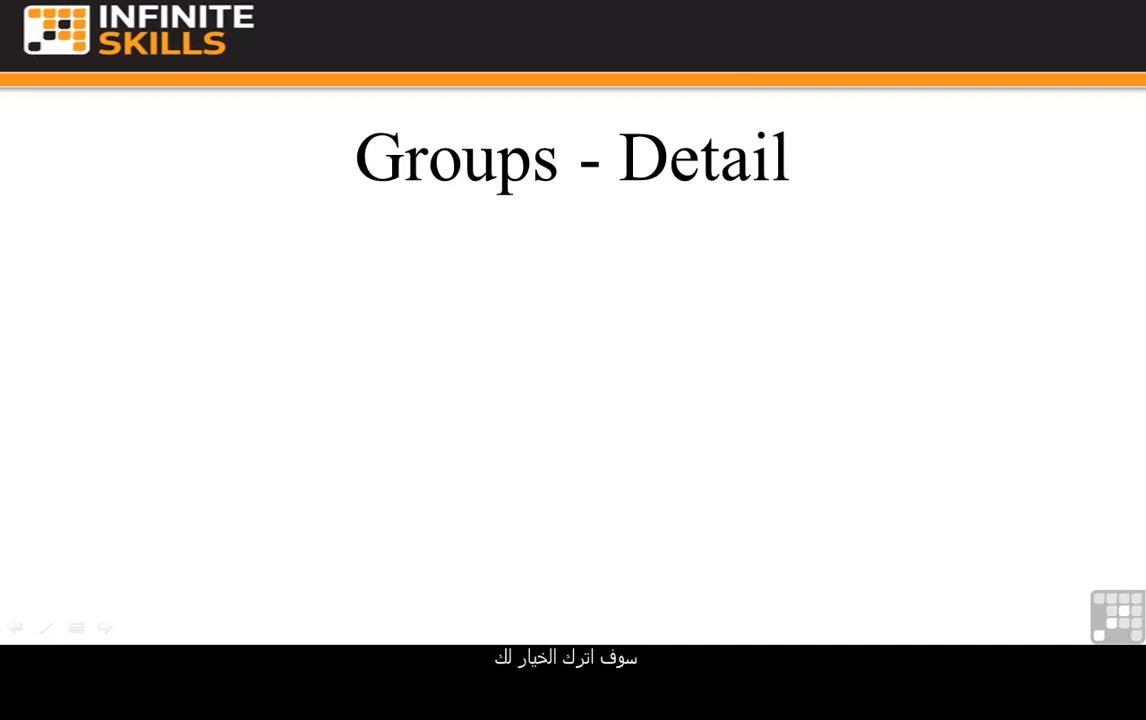 INFINITE
SKILLS
Groups - Detail
سوف اترك الخيار لك